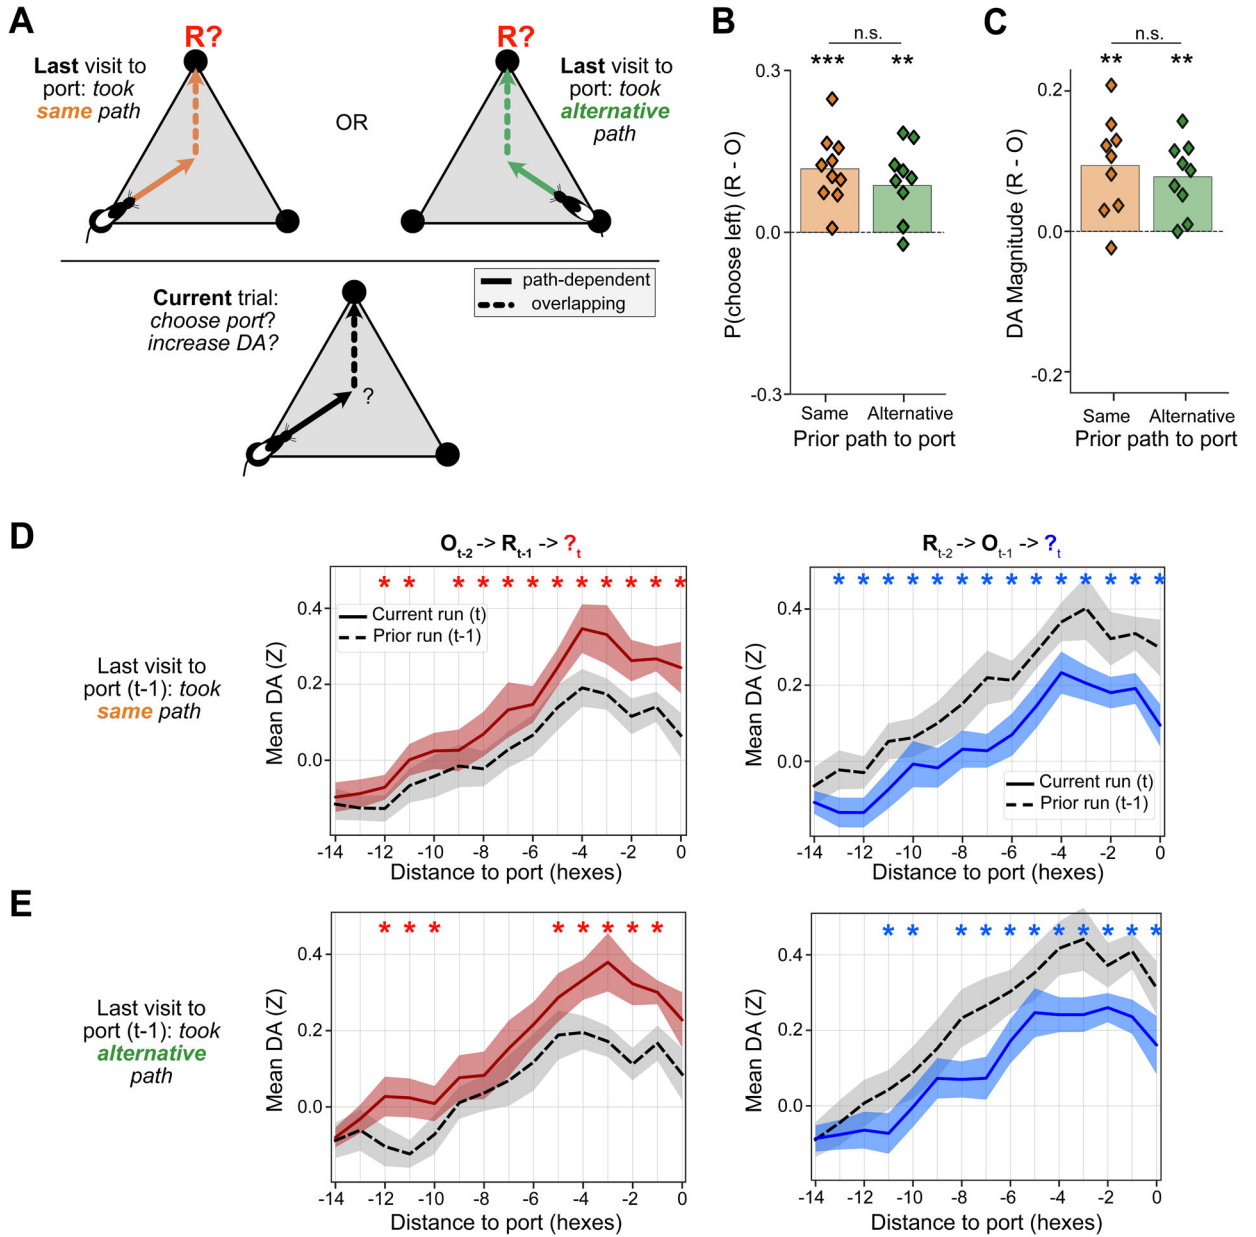 A
R?
R?
Last visit to
port: took
same path
OR
Last visit to
port: took
alternative
path
path-dependent
overlapping
Current trial:
choose port?
increase DA?
?
B
n.s.
*** **
0.3
0.0
-0.3
P(choose left) (R - O)
Same Alternative
Prior path to port
C
n.s.
** **
0.2
0.0
-0.2
DA Magnitude (R - O)
Same Alternative
Prior path to port
D
Last visit to
port (t-1): took
same path
Ot-2 -> Rt-1 -> ?t
* * * * * * * * * * * *
Current run (t)
Prior run (t-1)
0.4
0.2
0.0
Mean DA (Z)
-14 -12 -10 -8 -6 -4 -2 0
Distance to port (hexes)
Rt-2 -> Ot-1 -> ?t
* * * * * * * * * * * * * *
Current run (t)
Prior run (t-1)
0.4
0.2
0.0
Mean DA (Z)
-14 -12 -10 -8 -6 -4 -2 0
Distance to port (hexes)
E
Last visit to
port (t-1): took
alternative
path
* * * * * * * *
0.4
0.2
0.0
Mean DA (Z)
-14 -12 -10 -8 -6 -4 -2 0
Distance to port (hexes)
* * * * * * * * * * *
0.4
0.2
0.0
Mean DA (Z)
-14 -12 -10 -8 -6 -4 -2 0
Distance to port (hexes)